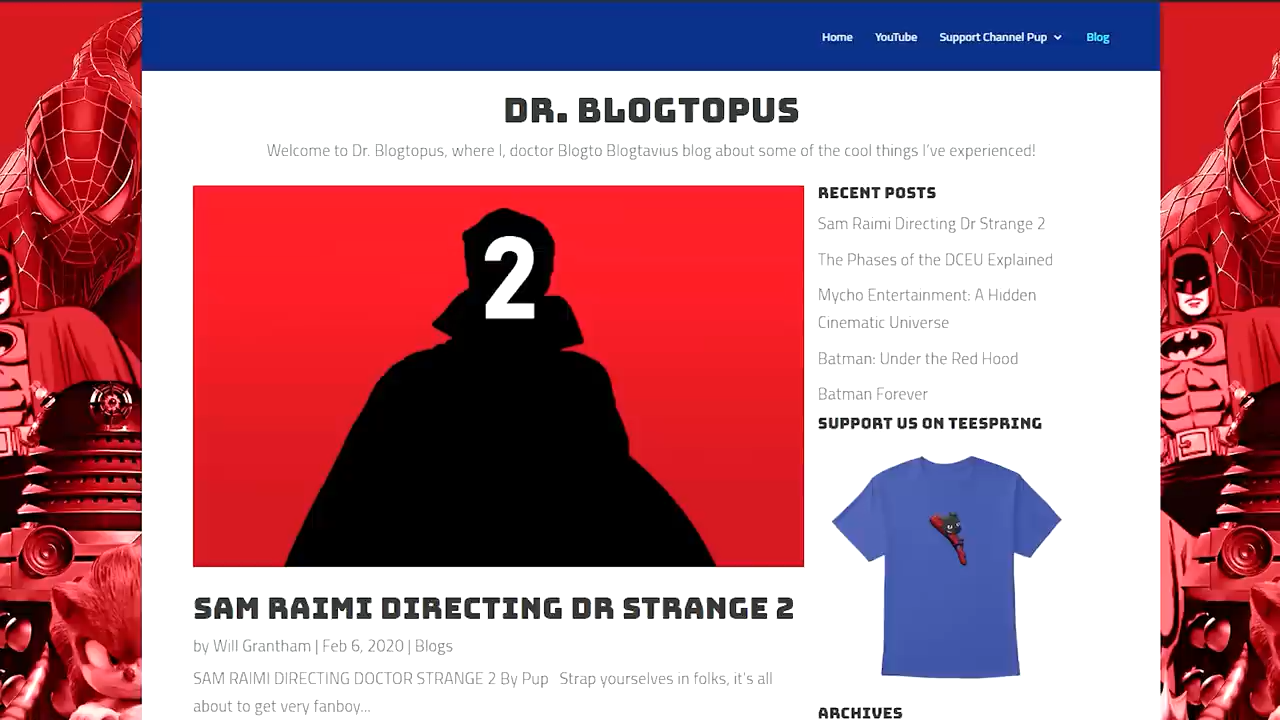 Home YouTube Support Channel Pup Blog
DR. BLOGTOPUS
Welcome to Dr. Blogtopus, where I, doctor Blogto Blogtavius blog about some of the cool things I've experienced!
2
SAM RAIMI DIRECTING DR STRANGE 2
by Will Grantham | Feb 6, 2020 | Blogs
SAM RAIMI DIRECTING DOCTOR STRANGE 2 By Pup Strap yourselves in folks, it's all
about to get very fanboy...
RECENT POSTS
Sam Raimi Directing Dr Strange 2
The Phases of the DCEU Explained
Mycho Entertainment: A Hidden
Cinematic Universe
Batman: Under the Red Hood
Batman Forever
SUPPORT US ON TEESPRING
ARCHIVES